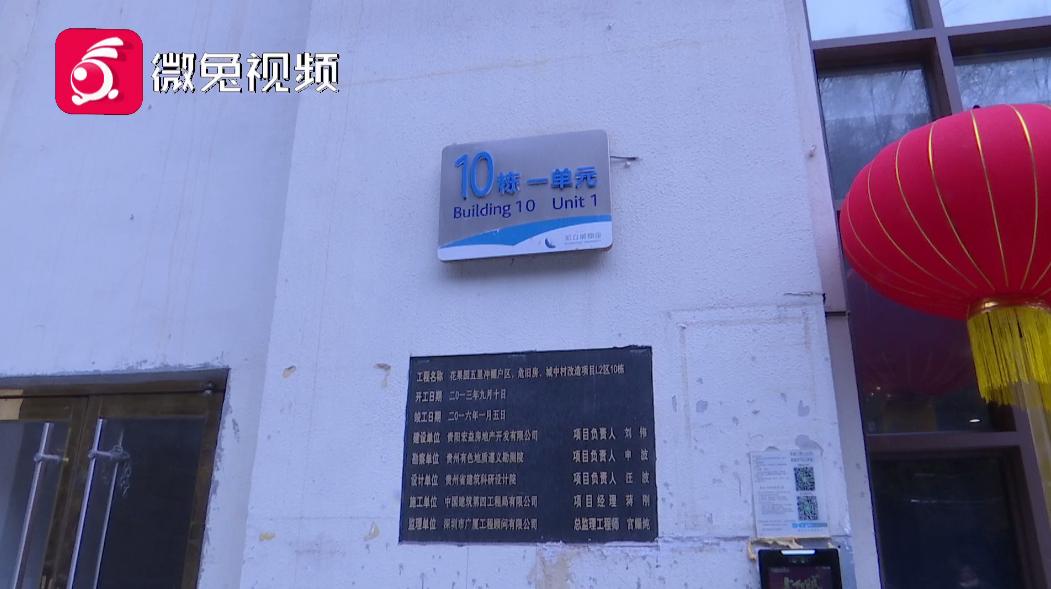 微兔视频
10栋 一单元
Building 10 Unit 1
工程名称 花果园五里冲棚户区、危旧房、城中村改造项目L2区10栋
开工日期 二〇一三年九月十日
竣工日期 二〇一六年一月五日
建设单位 贵阳宏益房地产开发有限公司 项目负责人 刘伟
勘察单位 贵州有色地质遵义勘测院 项目负责人 申波
设计单位 贵州省建筑科研设计院 项目负责人 汪波
施工单位 中国建筑第四工程局有限公司 项目经理 蒋刚
监理单位 深圳市广厦工程顾问有限公司 总监理工程师 官耀纯